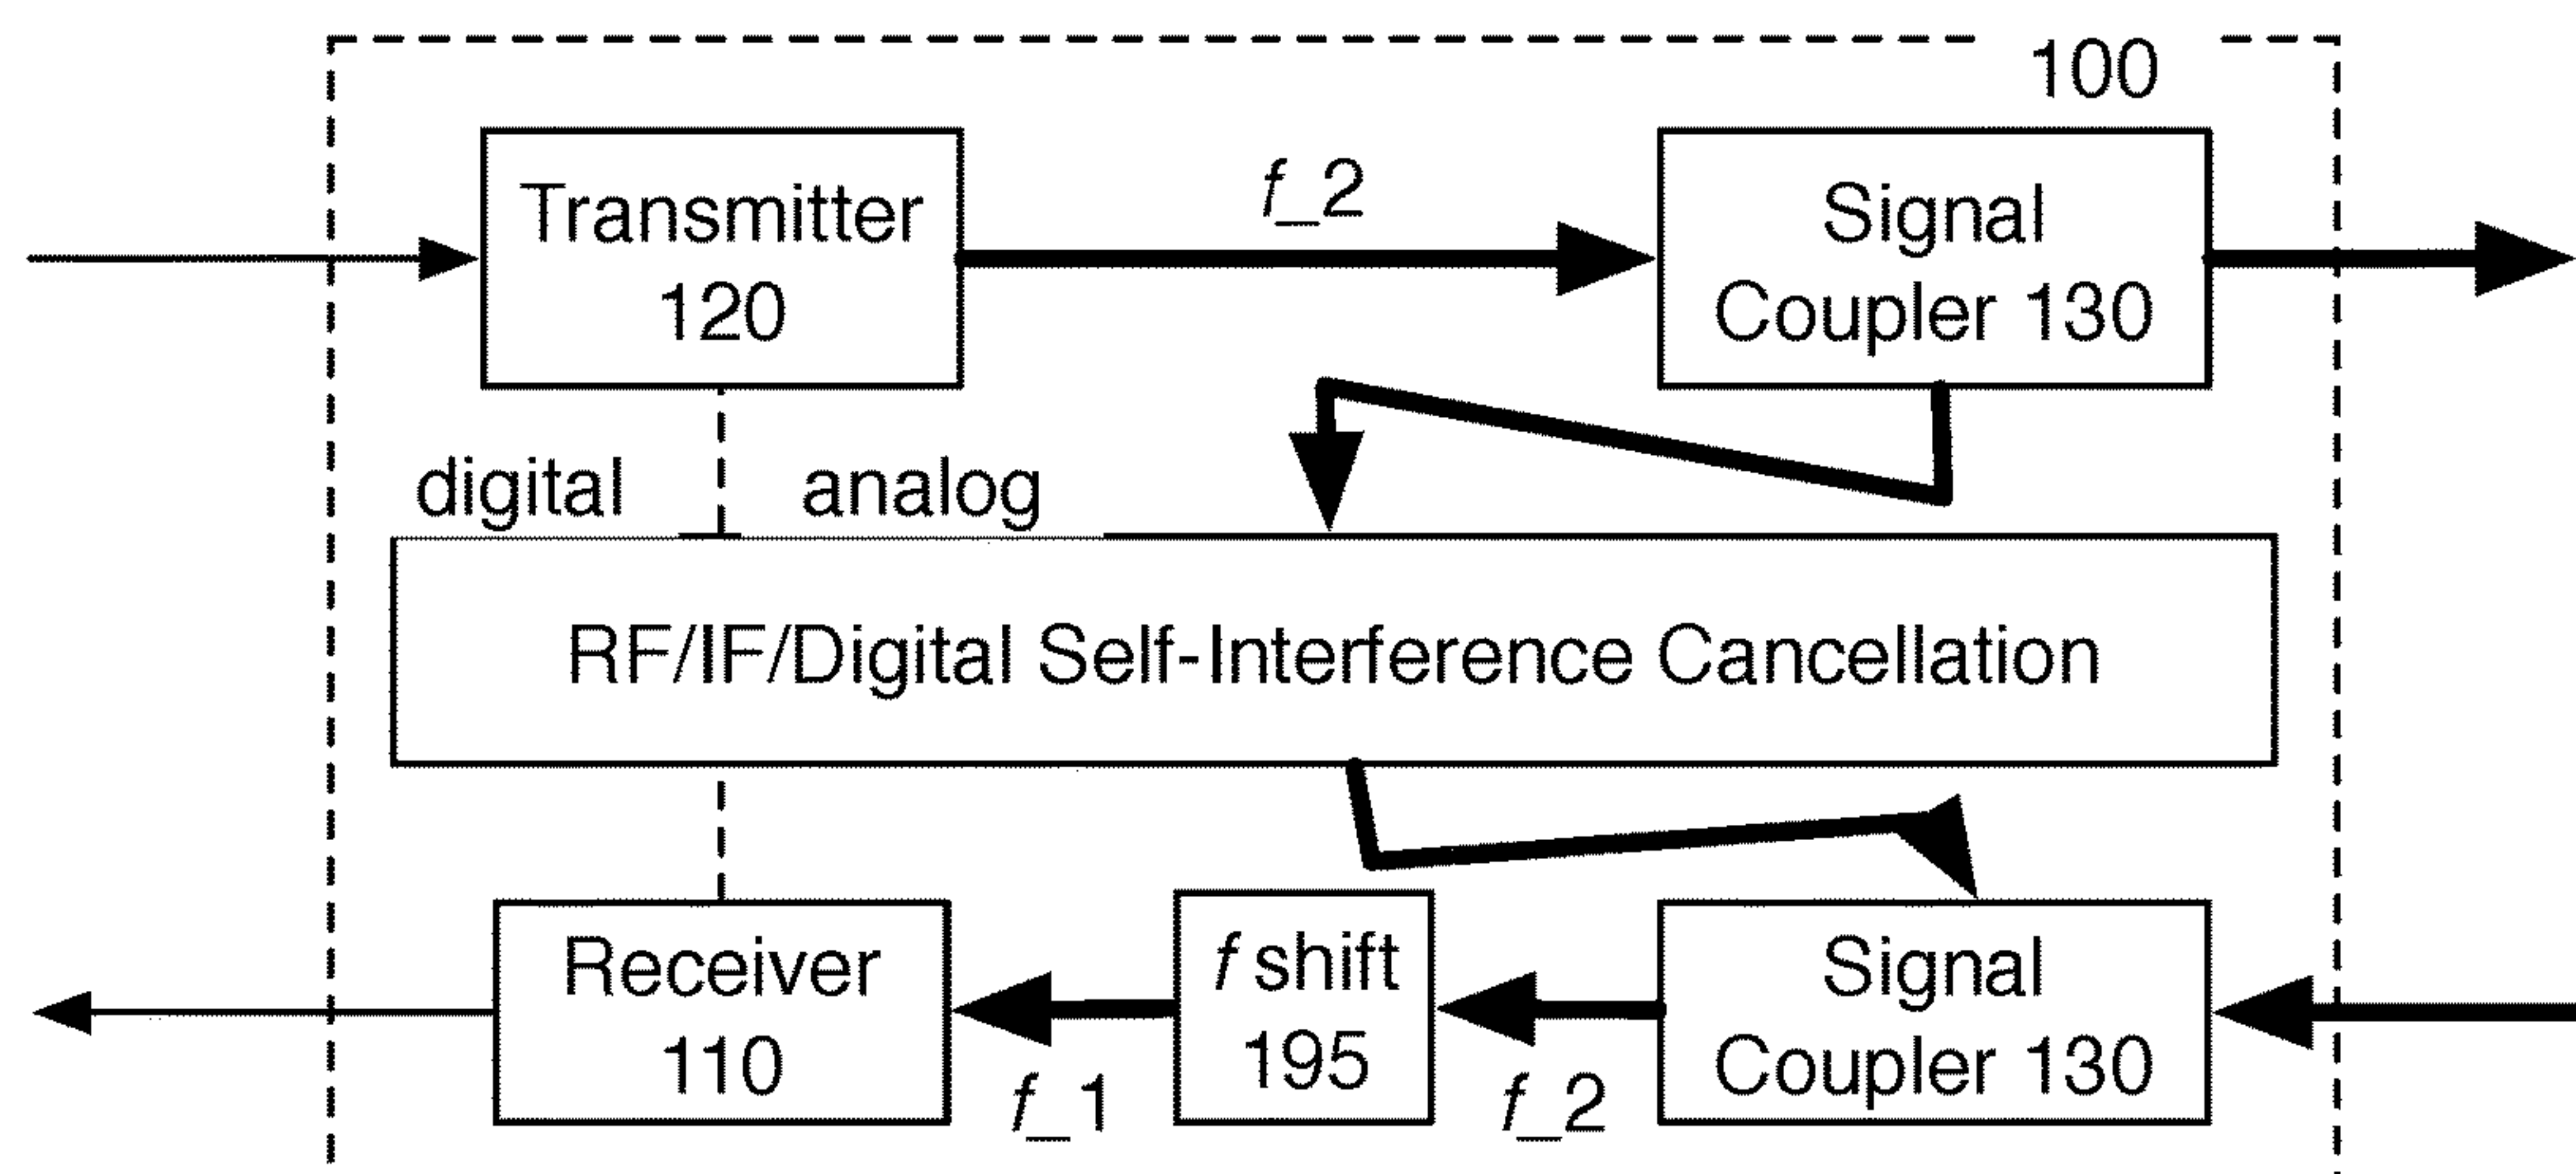 100
Transmitter
120
f_2
Signal
Coupler 130
digital
analog
RF/IF/Digital Self-Interference Cancellation
Receiver
110
f_1
f shift
195
f_2
Signal
Coupler 130